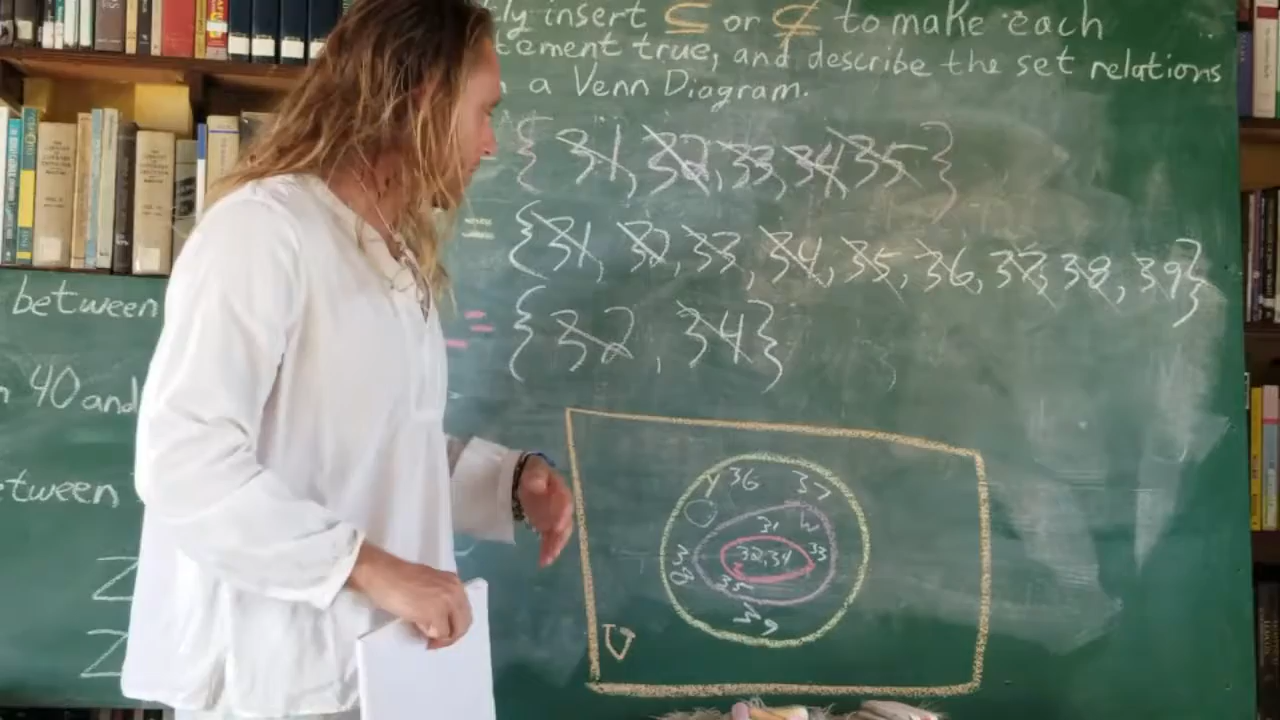 tly insert ⊆ or ⊄ to make each
tement true, and describe the set relations
a Venn Diagram.
{ 31, 32, 33, 34, 35 }
= { 31, 32, 33, 34, 35, 36, 37, 38, 39 }
= { 32, 34 }
between
40 and
etween
Y 36 37
31 W
32, 34 33
38
35
39
U